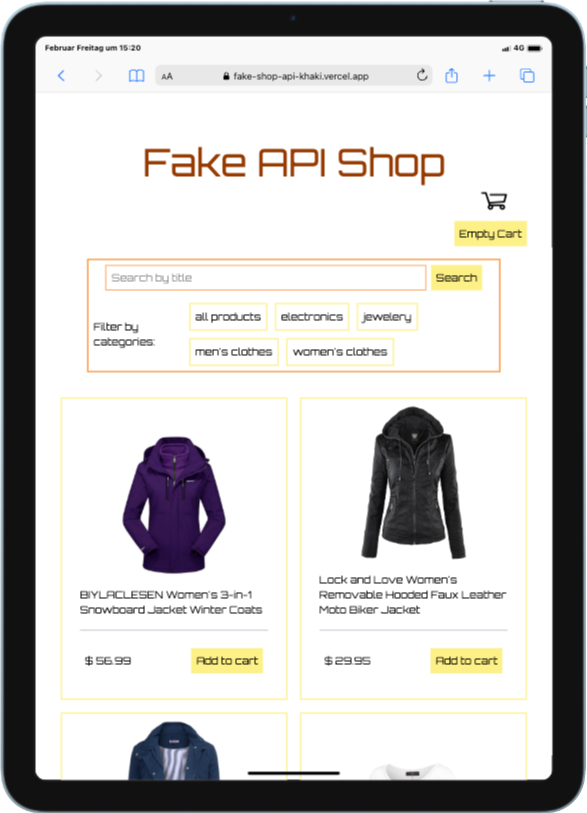 Februar Freitag um 15:20
4G
AA
fake-shop-api-khaki.vercel.app
Fake API Shop
Empty Cart
Search by title
Search
Filter by
categories:
all products
electronics
jewelery
men's clothes
women's clothes
BIYLACLESEN Women's 3-in-1
Snowboard Jacket Winter Coats
$ 56.99
Add to cart
Lock and Love Women's
Removable Hooded Faux Leather
Moto Biker Jacket
$ 29.95
Add to cart